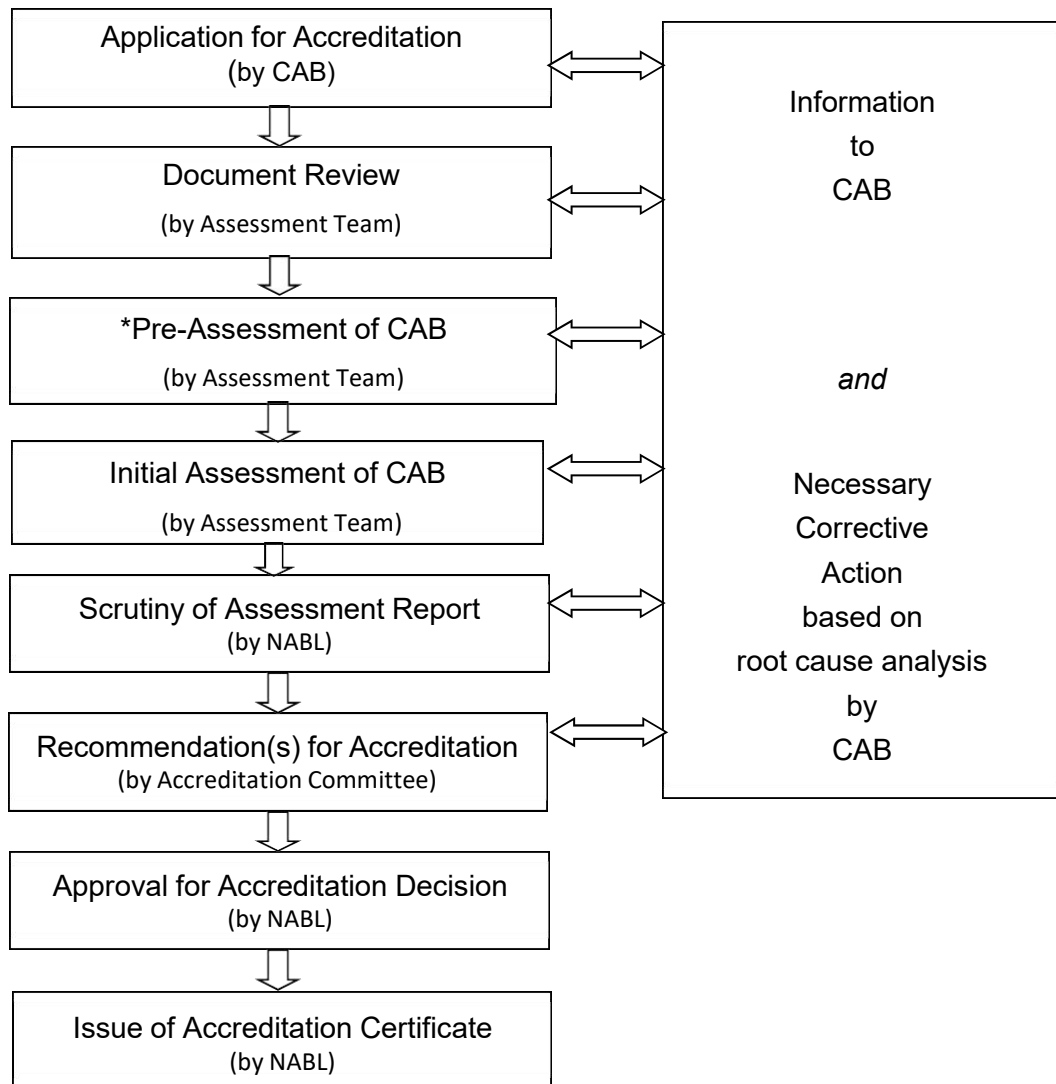 Application for Accreditation
(by CAB)
Document Review
(by Assessment Team)
*Pre-Assessment of CAB
(by Assessment Team)
Initial Assessment of CAB
(by Assessment Team)
Scrutiny of Assessment Report
(by NABL)
Recommendation(s) for Accreditation
(by Accreditation Committee)
Approval for Accreditation Decision
(by NABL)
Issue of Accreditation Certificate
(by NABL)
Information
to
CAB
and
Necessary
Corrective
Action
based on
root cause analysis
by
CAB